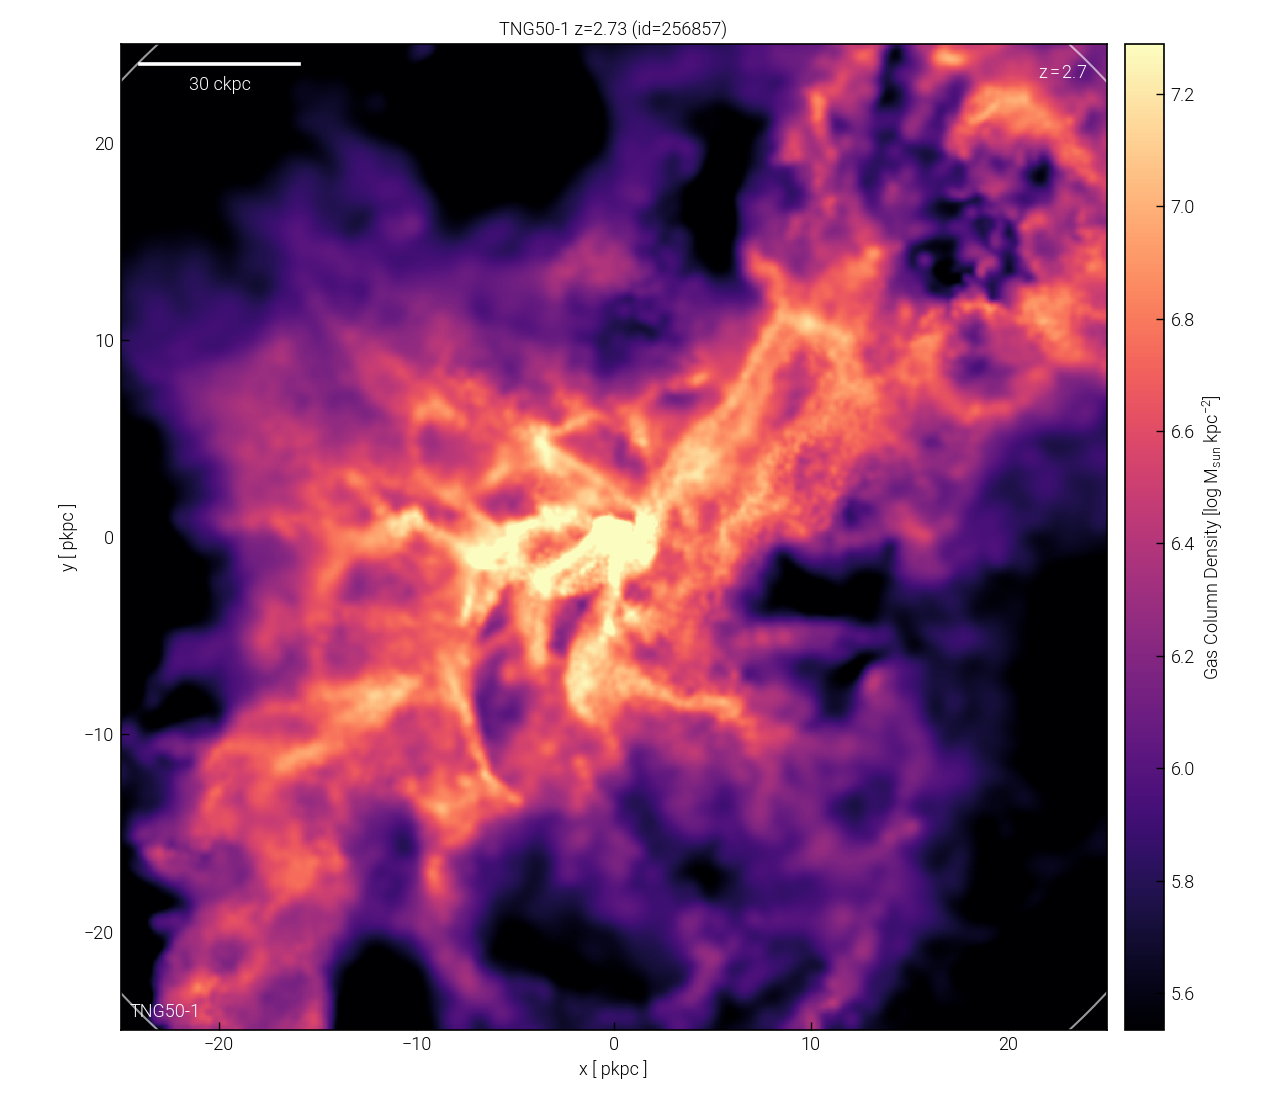 TNG50-1 z=2.73 (id=256857)
30 ckpc
z=2.7
TNG50-1
20
10
0
−10
−20
y [ pkpc ]
−20
−10
0
10
20
x [ pkpc ]
7.2
7.0
6.8
6.6
6.4
6.2
6.0
5.8
5.6
Gas Column Density [log M_sun kpc^−2]